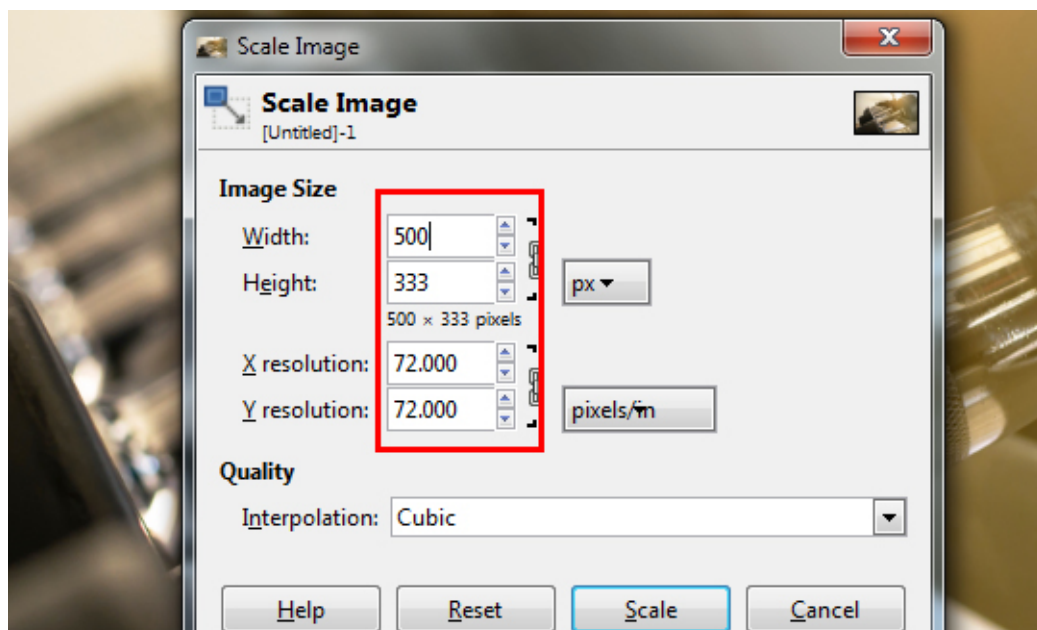 Scale Image
X
Scale Image
[Untitled]-1
Image Size
Width: 500
Height: 333 px
500 × 333 pixels
X resolution: 72.000
Y resolution: 72.000 pixels/in
Quality
Interpolation: Cubic
Help Reset Scale Cancel